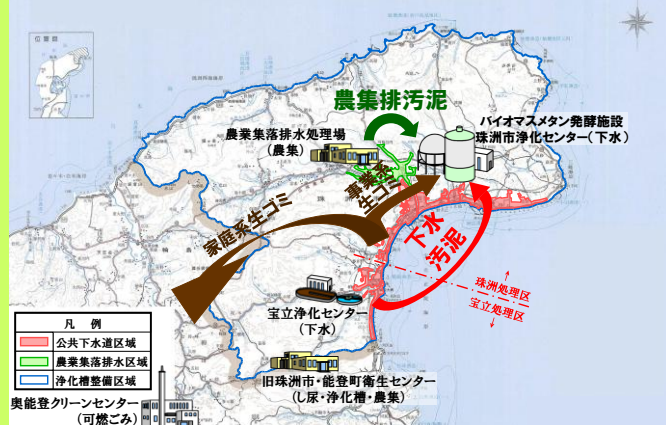 位置図
農集排汚泥
バイオマスメタン発酵施設
珠洲市浄化センター(下水)
農業集落排水処理場
(農集)
事業系
生ゴミ
家庭系生ゴミ
下水
汚泥
珠洲処理区
宝立処理区
宝立浄化センター
(下水)
凡 例
公共下水道区域
農業集落排水区域
浄化槽整備区域
旧珠洲市・能登町衛生センター
(し尿・浄化槽・農集)
奥能登クリーンセンター
(可燃ごみ)